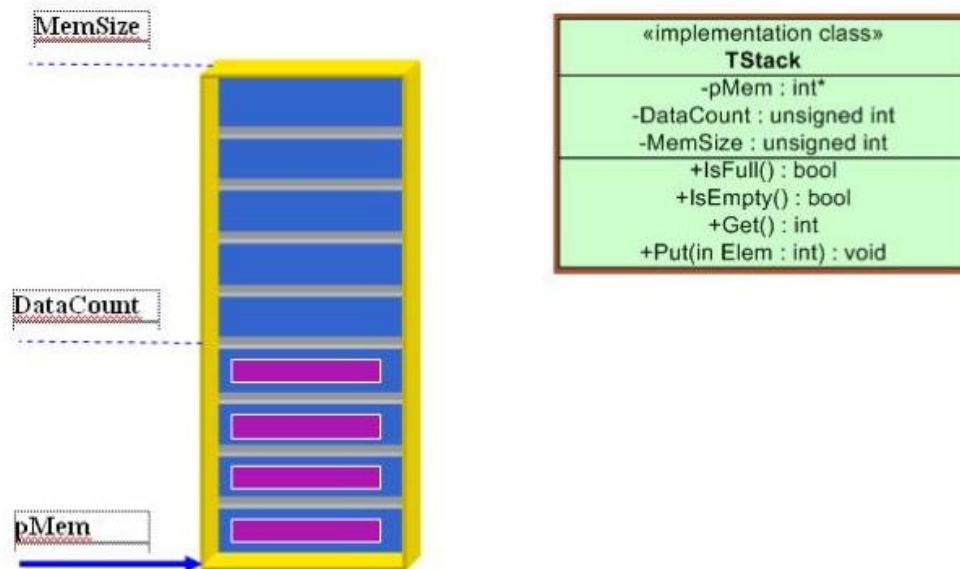 MemSize
DataCount
pMem
«implementation class»
TStack
-pMem : int*
-DataCount : unsigned int
-MemSize : unsigned int
+IsFull() : bool
+IsEmpty() : bool
+Get() : int
+Put(in Elem : int) : void